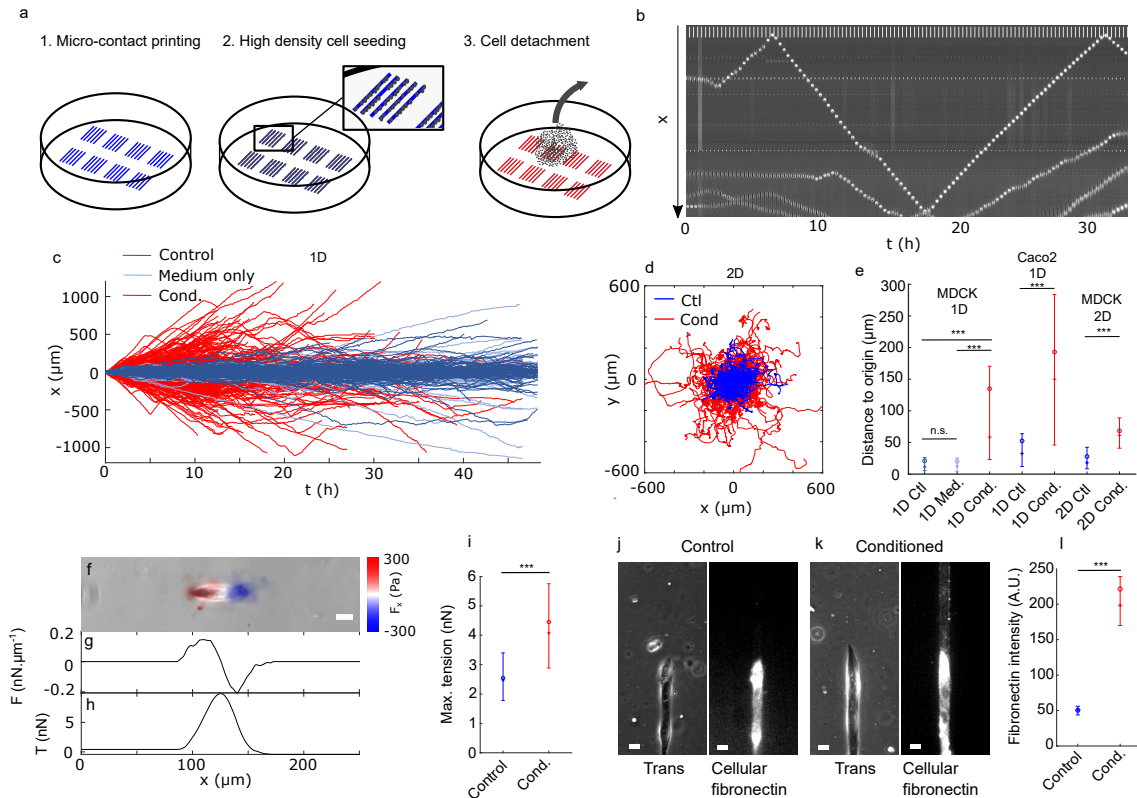 a
1. Micro-contact printing
2. High density cell seeding
3. Cell detachment
b
x
0
10
20
30
t (h)
c
1D
Control
Medium only
Cond.
1000
500
0
-500
-1000
x (µm)
0
10
20
30
40
t (h)
d
2D
Ctl
Cond
600
0
-600
y (µm)
-600
0
600
x (µm)
e
MDCK
1D
Caco2
1D
MDCK
2D
***
***
***
***
n.s.
300
250
200
150
100
50
0
Distance to origin (µm)
1D Ctl
1D Med.
1D Cond.
1D Ctl
1D Cond.
2D Ctl
2D Cond.
f
300
-300
Fₓ (Pa)
g
0.2
0
-0.2
F (nN.µm⁻¹)
h
5
0
T (nN)
0
100
200
x (µm)
i
***
6
5
4
3
2
1
0
Max. tension (nN)
Control
Cond.
j
Control
Trans
Cellular
fibronectin
k
Conditioned
Trans
Cellular
fibronectin
l
***
250
200
150
100
50
0
Fibronectin intensity (A.U.)
Control
Cond.